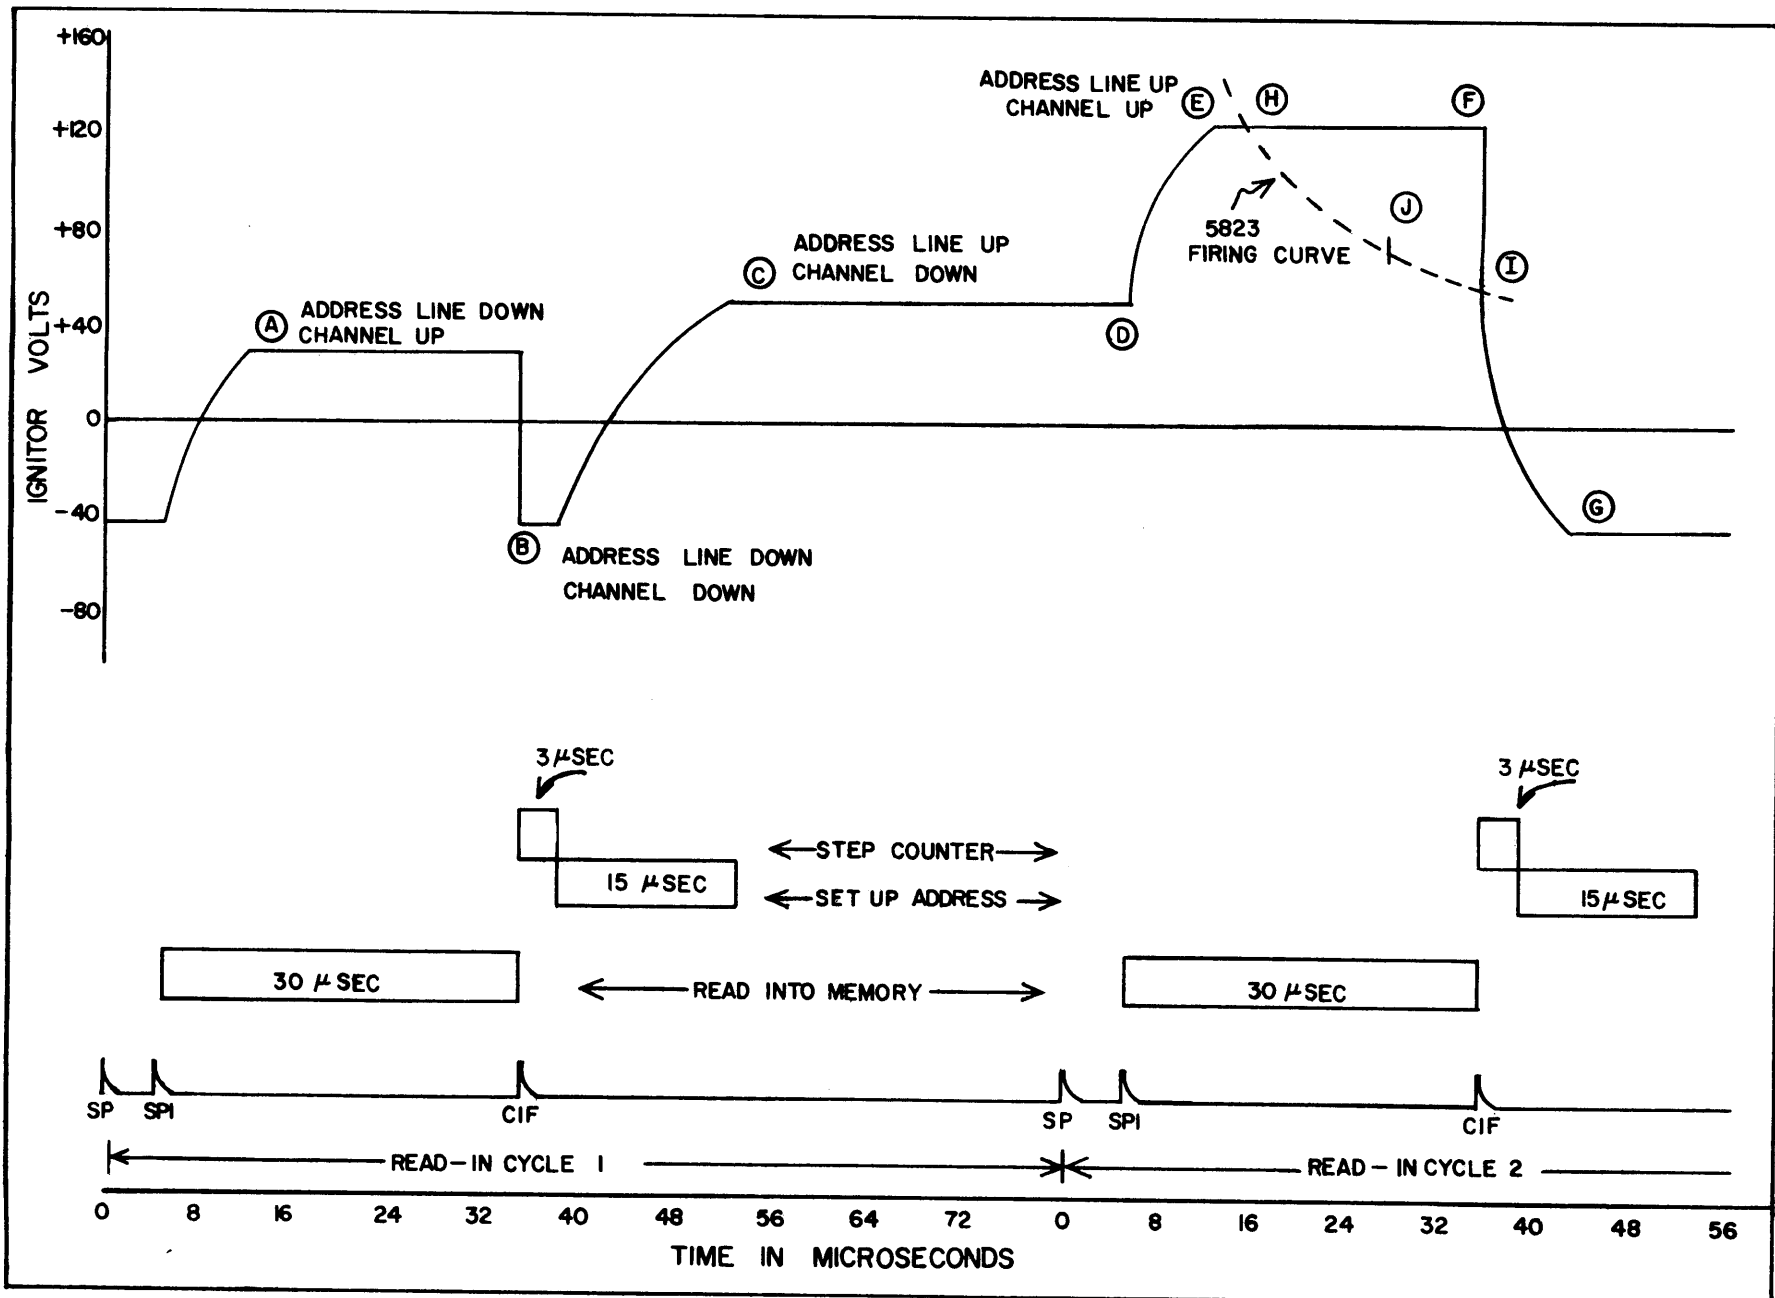 +160
+120
+80
+40
0
-40
-80
IGNITOR VOLTS
A
ADDRESS LINE DOWN
CHANNEL UP
B
ADDRESS LINE DOWN
CHANNEL DOWN
C
ADDRESS LINE UP
CHANNEL DOWN
D
ADDRESS LINE UP
CHANNEL UP
E
H
F
5823
FIRING CURVE
J
I
G
3 μSEC
15 μSEC
STEP COUNTER
SET UP ADDRESS
3 μSEC
15 μSEC
30 μSEC
READ INTO MEMORY
30 μSEC
SP SPI CIF SP SPI CIF
READ-IN CYCLE 1 READ-IN CYCLE 2
0 8 16 24 32 40 48 56 64 72 0 8 16 24 32 40 48 56
TIME IN MICROSECONDS